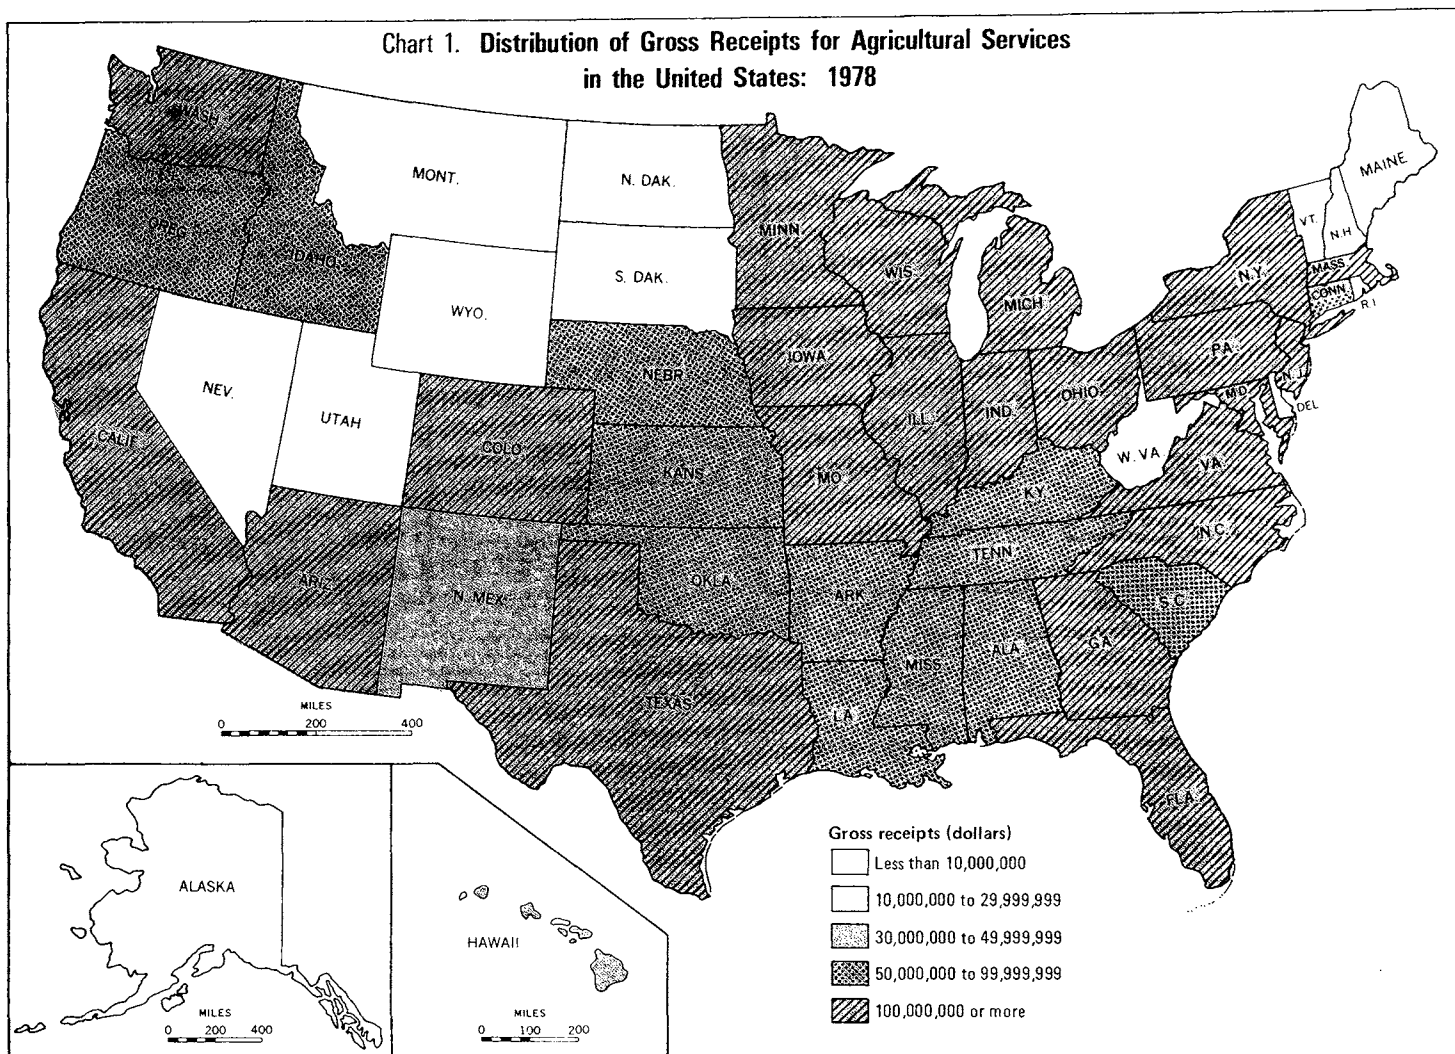 Chart 1. Distribution of Gross Receipts for Agricultural Services
in the United States: 1978
WASH.
MONT.
N. DAK.
MINN.
MAINE
VT.
N.H.
OREG.
IDAHO
S. DAK.
WIS.
MICH.
N.Y.
MASS.
CONN.
R.I.
WYO.
IOWA
PA.
N.J.
NEV.
UTAH
NEBR.
ILL.
IND.
OHIO
MD.
DEL.
CALIF.
COLO.
KANS.
MO.
KY.
W. VA.
VA.
ARIZ.
N. MEX.
OKLA.
ARK.
TENN.
N.C.
S.C.
TEXAS
LA.
MISS.
ALA.
GA.
FLA.
MILES
0 200 400
ALASKA
MILES
0 200 400
HAWAII
MILES
0 100 200
Gross receipts (dollars)
Less than 10,000,000
10,000,000 to 29,999,999
30,000,000 to 49,999,999
50,000,000 to 99,999,999
100,000,000 or more